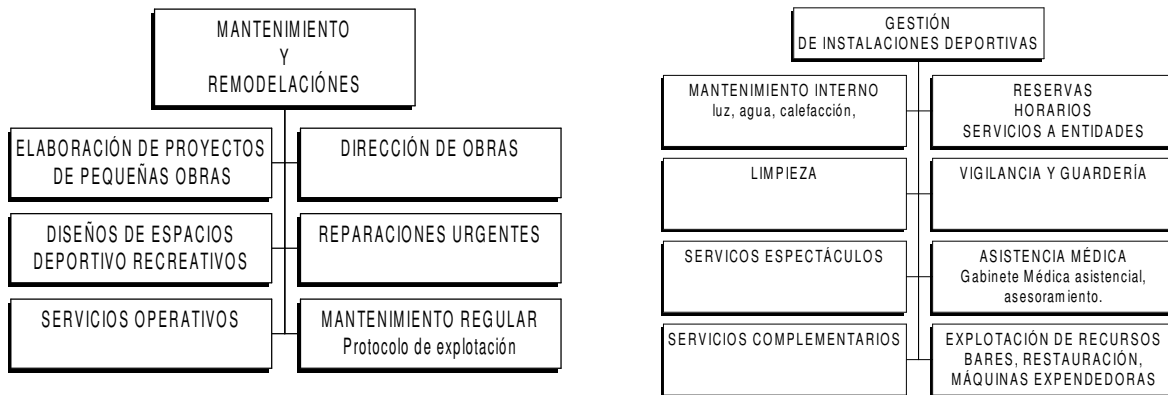 MANTENIMIENTO
Y
REMODELACIÓNES
ELABORACIÓN DE PROYECTOS
DE PEQUEÑAS OBRAS
DIRECCIÓN DE OBRAS
DISEÑOS DE ESPACIOS
DEPORTIVO RECREATIVOS
REPARACIONES URGENTES
SERVICIOS OPERATIVOS
MANTENIMIENTO REGULAR
Protocolo de explotación
GESTIÓN
DE INSTALACIONES DEPORTIVAS
MANTENIMIENTO INTERNO
luz, agua, calefacción,
RESERVAS
HORARIOS
SERVICIOS A ENTIDADES
LIMPIEZA
VIGILANCIA Y GUARDERÍA
SERVICOS ESPECTÁCULOS
ASISTENCIA MÉDICA
Gabinete Médica asistencial,
asesoramiento.
SERVICIOS COMPLEMENTARIOS
EXPLOTACIÓN DE RECURSOS
BARES, RESTAURACIÓN,
MÁQUINAS EXPENDEDORAS